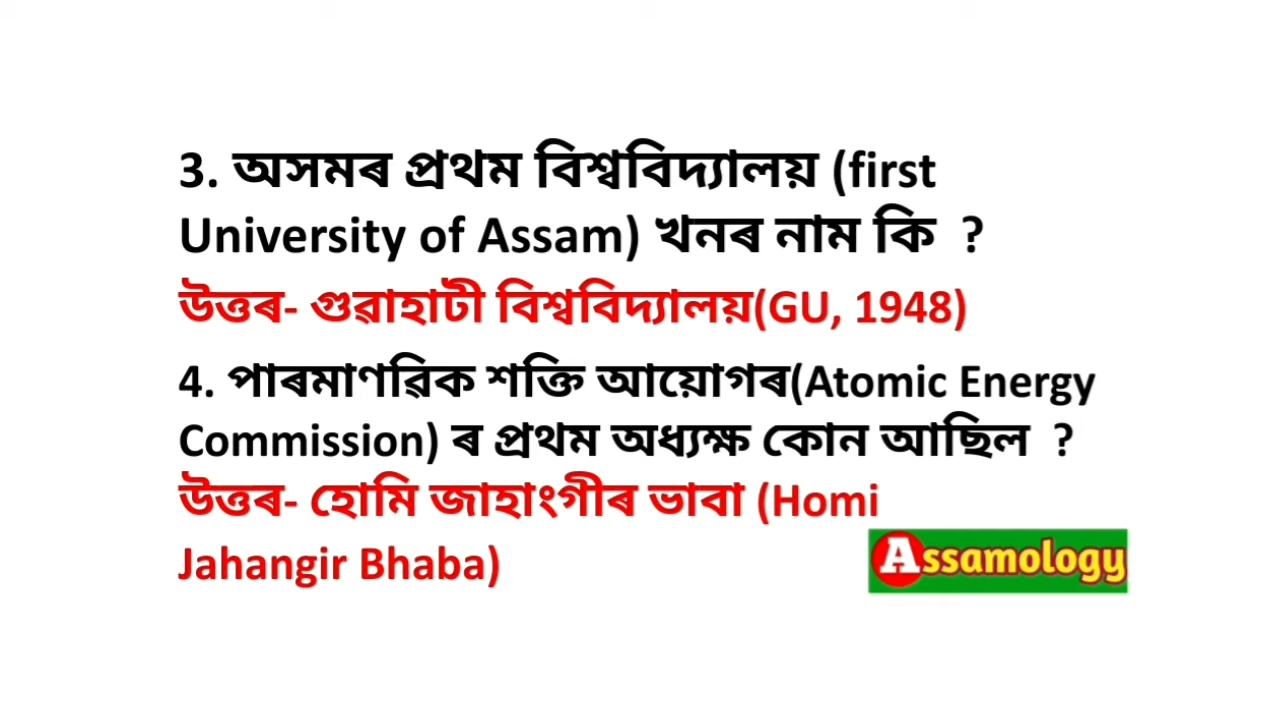 3. অসমৰ প্ৰথম বিশ্ববিদ্যালয় (first
University of Assam) খনৰ নাম কি ?
উত্তৰ- গুৱাহাটী বিশ্ববিদ্যালয়(GU, 1948)
4. পাৰমাণৱিক শক্তি আয়োগৰ(Atomic Energy
Commission) ৰ প্ৰথম অধ্যক্ষ কোন আছিল ?
উত্তৰ- হোমি জাহাংগীৰ ভাবা (Homi
Jahangir Bhaba)
Assamology